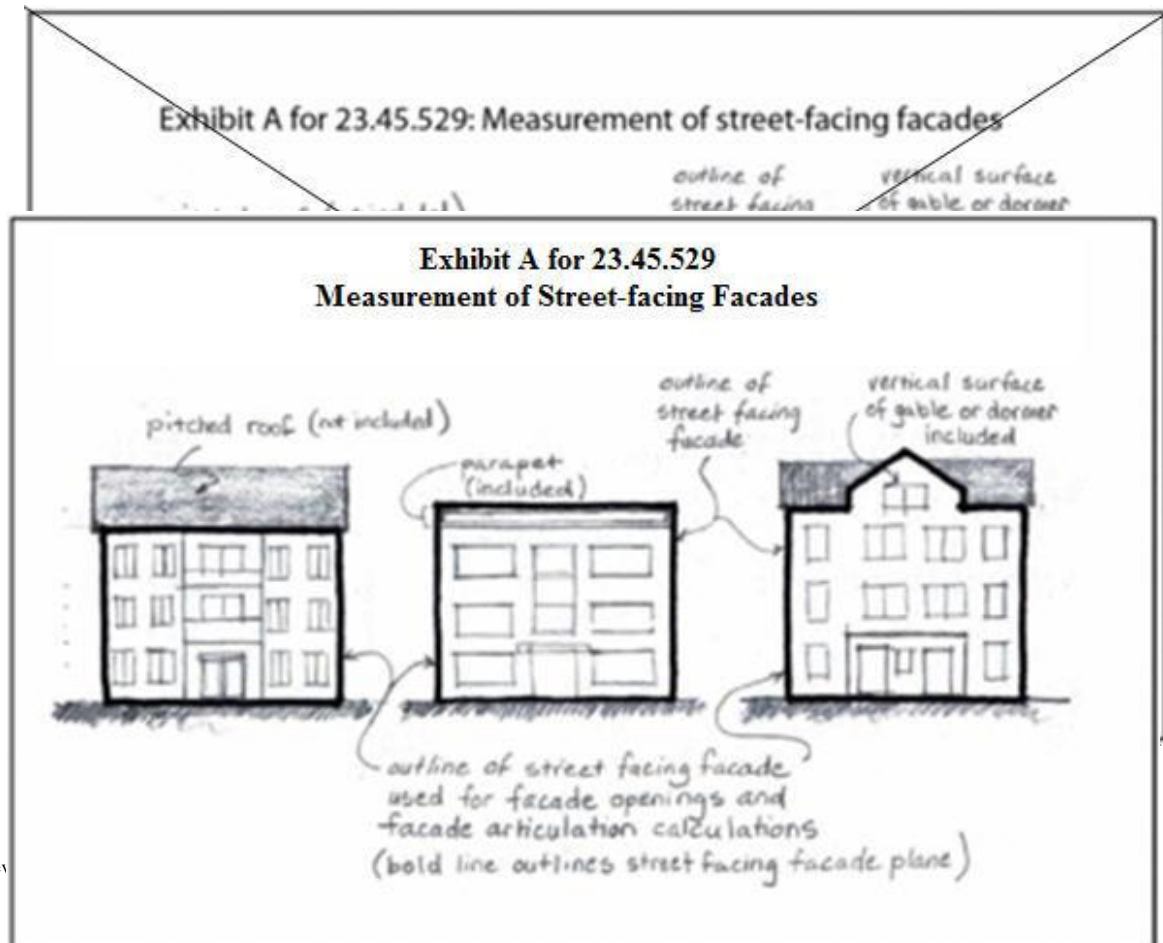 Exhibit A for 23.45.529: Measurement of street-facing facades
outline of
street facing
vertical surface
of gable or dormer
Exhibit A for 23.45.529
Measurement of Street-facing Facades
pitched roof (not included)
parapet
(included)
outline of
street facing
facade
vertical surface
of gable or dormer
included
outline of street facing facade
used for facade openings and
facade articulation calculations
(bold line outlines street facing facade plane)